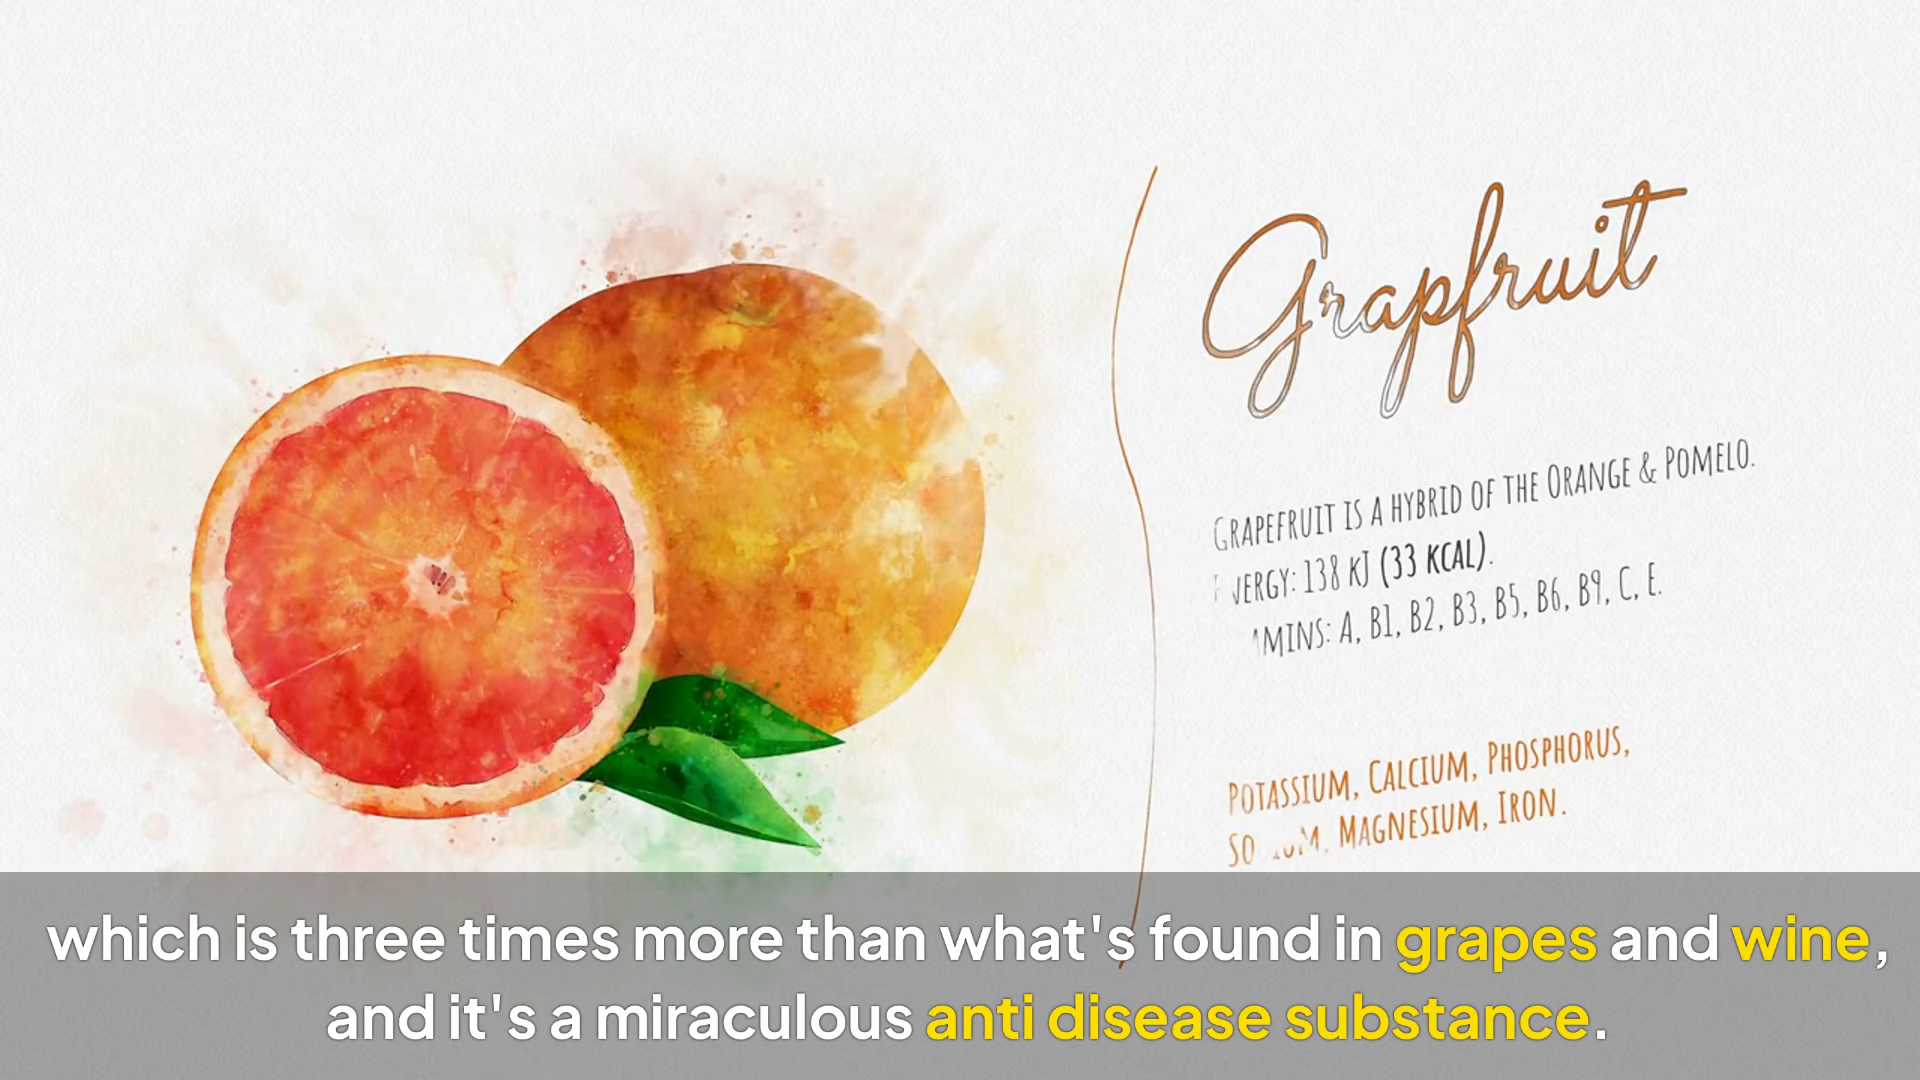 Grapfruit
Grapefruit is a hybrid of the Orange & Pomelo.
138 kJ (33 kcal).
A, B1, B2, B3, B5, B6, B9, C, E.
Potassium, Calcium, Phosphorus,
Magnesium, Iron.
which is three times more than what's found in grapes and wine,
and it's a miraculous anti disease substance.